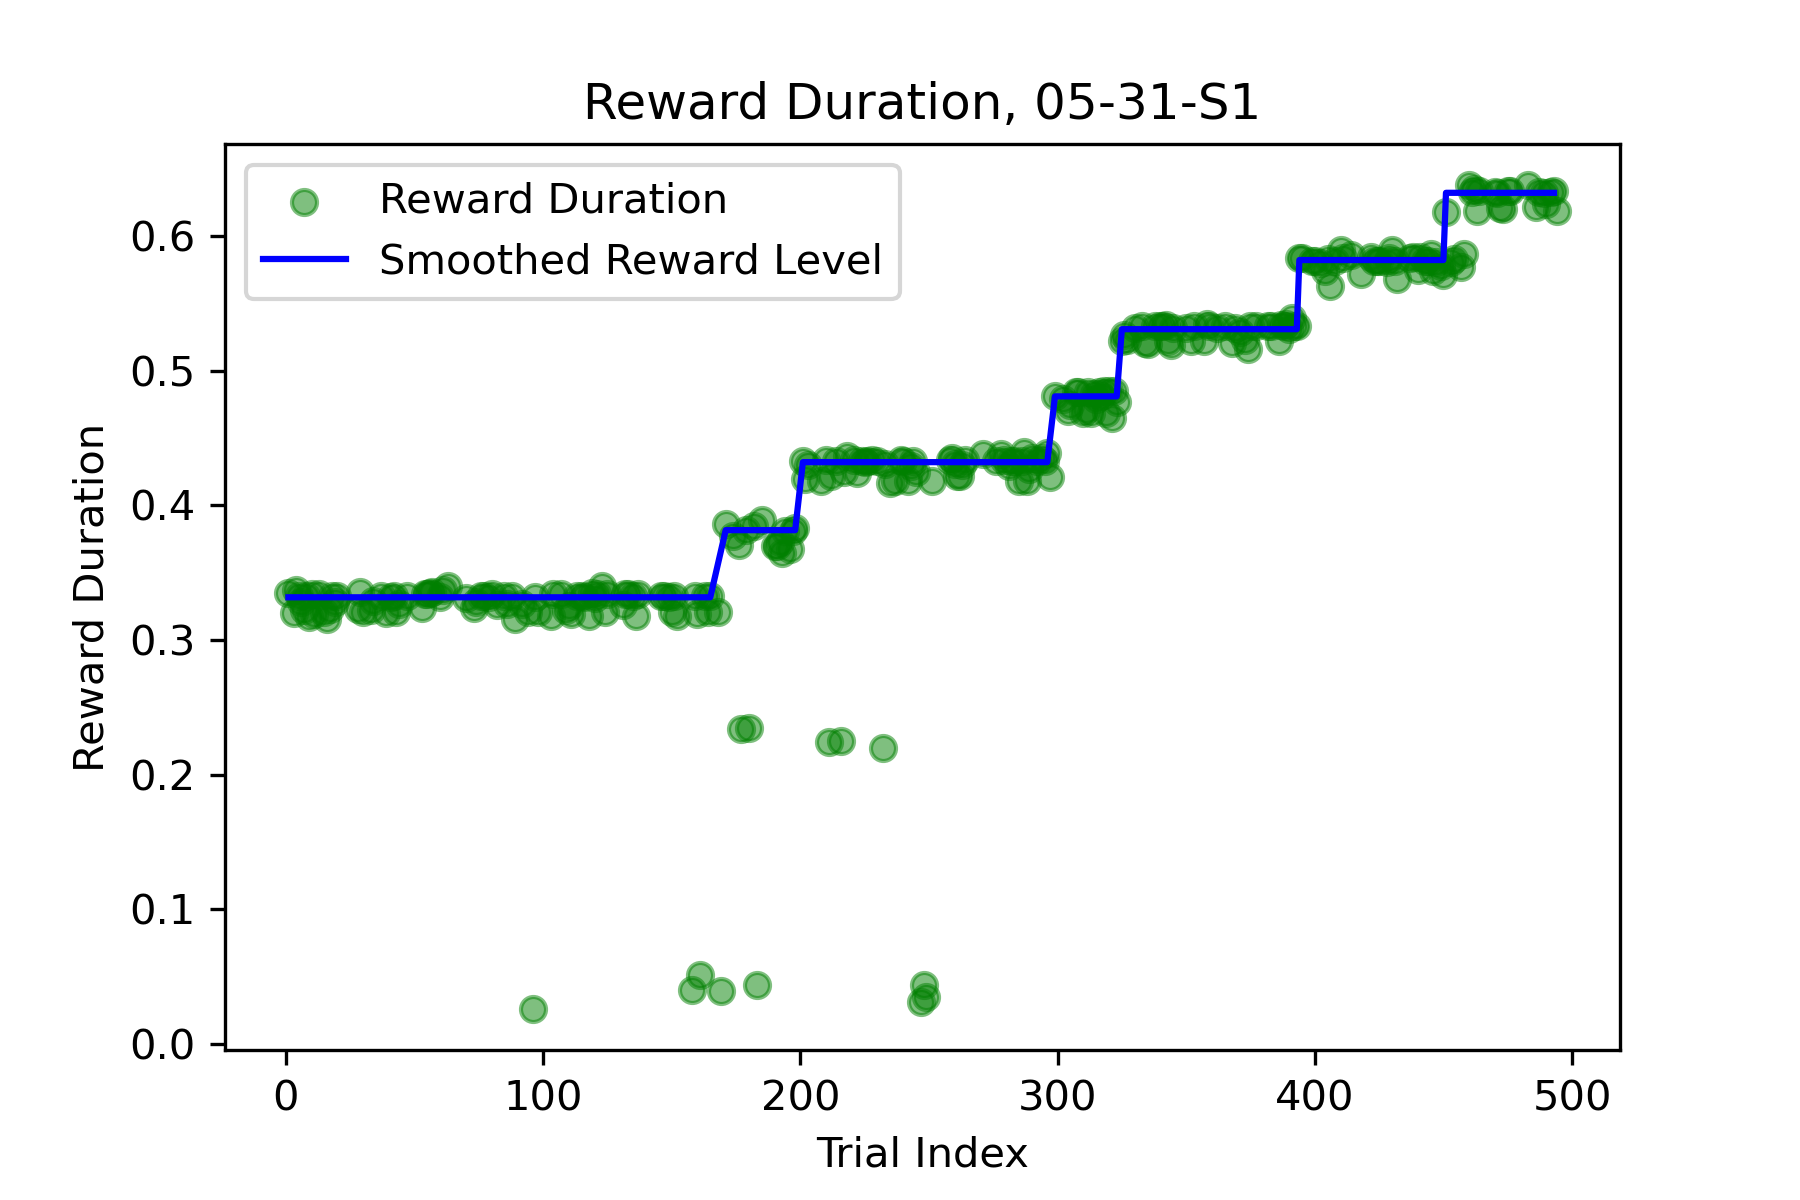 Reward Duration, 05-31-S1
Reward Duration
Smoothed Reward Level
0.6
0.5
0.4
0.3
0.2
0.1
0.0
Reward Duration
0 100 200 300 400 500
Trial Index